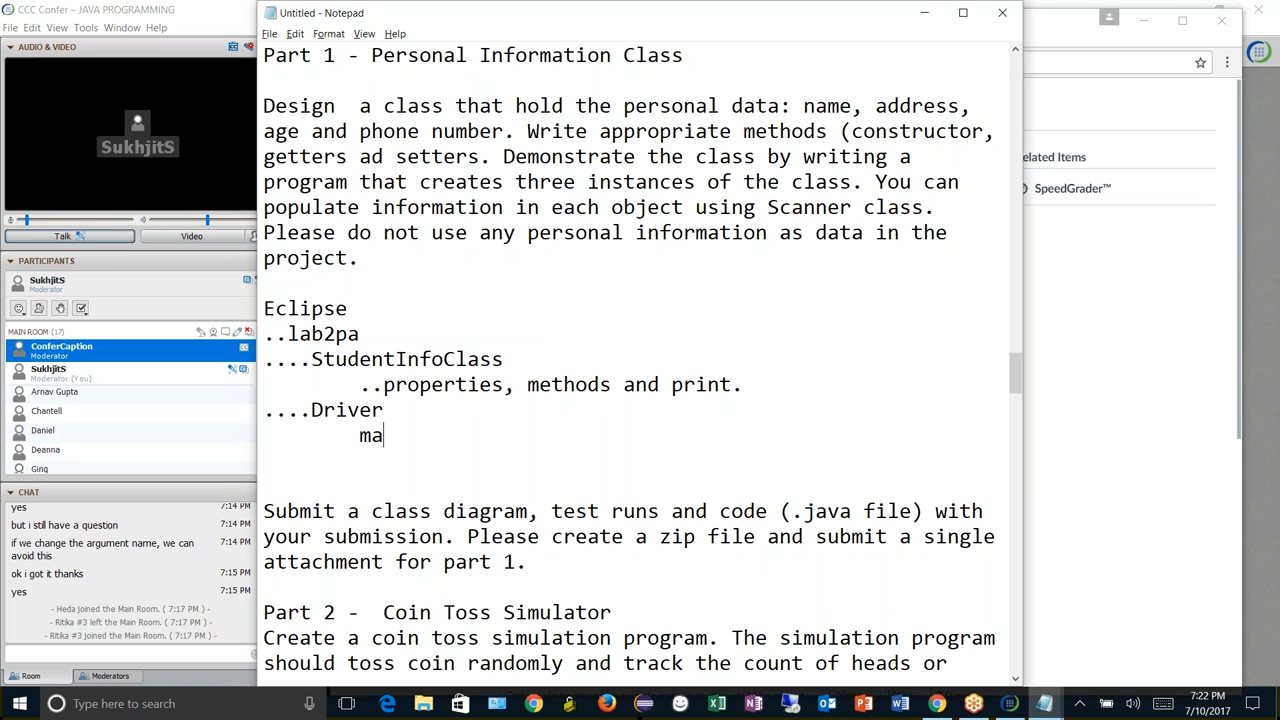 CCC Confer – JAVA PROGRAMMING
File Edit View Tools Window Help
AUDIO & VIDEO
SukhjitS
Talk
Video
PARTICIPANTS
SukhjitS
Moderator
MAIN ROOM (17)
ConferCaption
Moderator
SukhjitS
Moderator (You)
Arnav Gupta
Chantell
Daniel
Deanna
Ging
CHAT
yes 7:14 PM
but i still have a question 7:14 PM
if we change the argument name, we can avoid this 7:14 PM
ok i got it thanks 7:15 PM
yes 7:15 PM
- Heda joined the Main Room. ( 7:17 PM ) -
- Ritika #3 left the Main Room. ( 7:17 PM ) -
- Ritika #3 joined the Main Room. ( 7:17 PM ) -
Room
Moderators
Untitled - Notepad
File Edit Format View Help
Part 1 - Personal Information Class
Design  a class that hold the personal data: name, address,
age and phone number. Write appropriate methods (constructor,
getters ad setters. Demonstrate the class by writing a
program that creates three instances of the class. You can
populate information in each object using Scanner class.
Please do not use any personal information as data in the
project.
Eclipse
..lab2pa
....StudentInfoClass
..properties, methods and print.
....Driver
ma
Submit a class diagram, test runs and code (.java file) with
your submission. Please create a zip file and submit a single
attachment for part 1.
Part 2 -  Coin Toss Simulator
Create a coin toss simulation program. The simulation program
should toss coin randomly and track the count of heads or
elated Items
SpeedGrader™
Type here to search
7:22 PM
7/10/2017